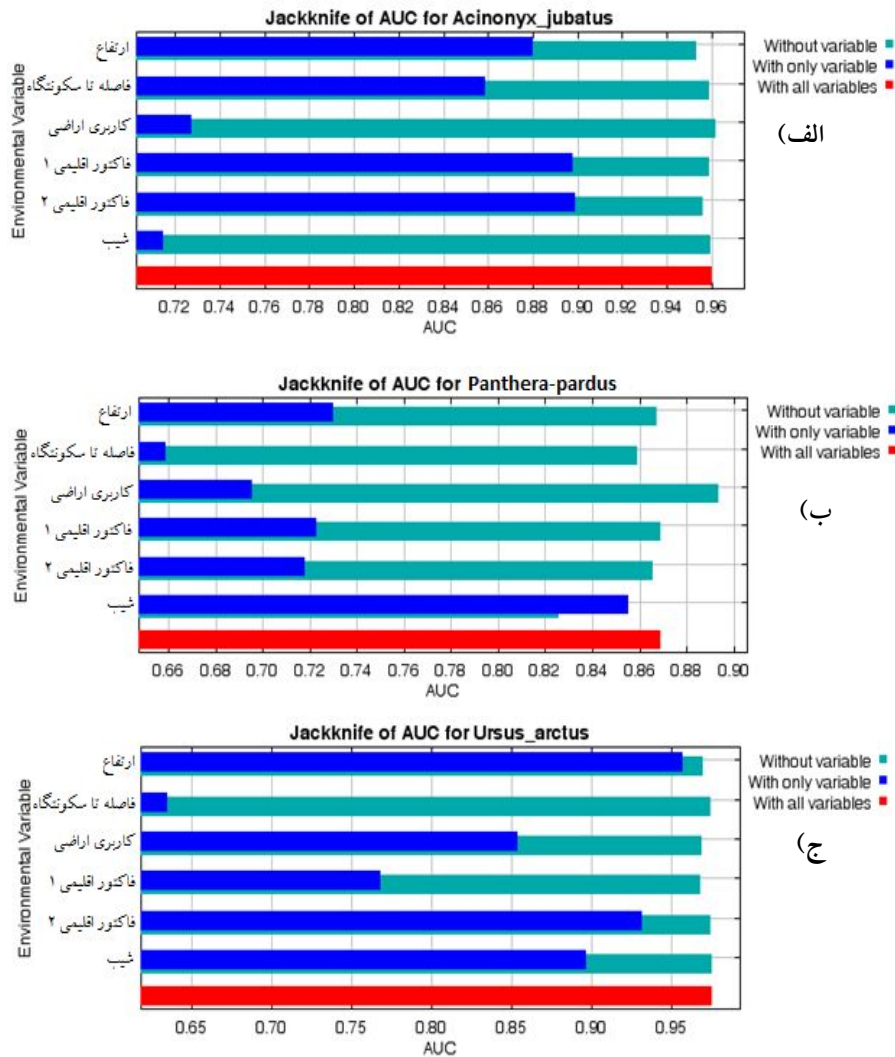 Jackknife of AUC for Acinonyx_jubatus
Environmental Variable
ارتفاع
فاصله تا سکونتگاه
کاربری اراضی
فاکتور اقلیمی ۱
فاکتور اقلیمی ۲
شیب
0.72 0.74 0.76 0.78 0.80 0.82 0.84 0.86 0.88 0.90 0.92 0.94 0.96
AUC
Without variable
With only variable
With all variables
الف)
Jackknife of AUC for Panthera-pardus
Environmental Variable
ارتفاع
فاصله تا سکونتگاه
کاربری اراضی
فاکتور اقلیمی ۱
فاکتور اقلیمی ۲
شیب
0.66 0.68 0.70 0.72 0.74 0.76 0.78 0.80 0.82 0.84 0.86 0.88 0.90
AUC
Without variable
With only variable
With all variables
ب)
Jackknife of AUC for Ursus_arctus
Environmental Variable
ارتفاع
فاصله تا سکونتگاه
کاربری اراضی
فاکتور اقلیمی ۱
فاکتور اقلیمی ۲
شیب
0.65 0.70 0.75 0.80 0.85 0.90 0.95
AUC
Without variable
With only variable
With all variables
ج)